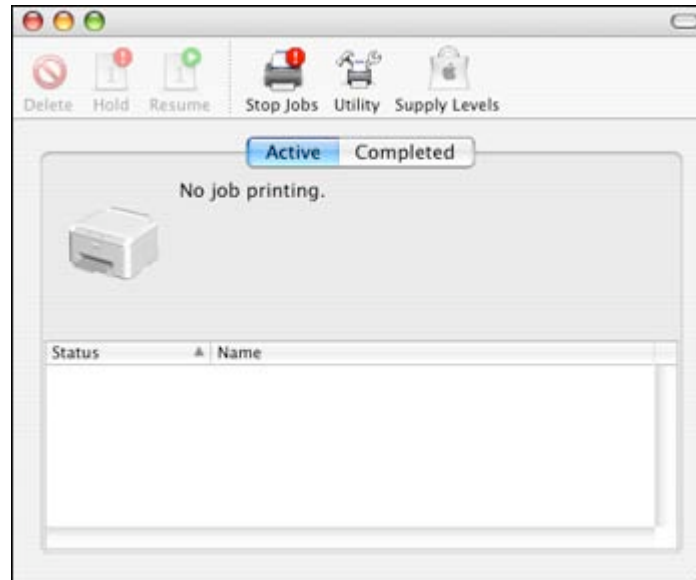 Delete Hold Resume Stop Jobs Utility Supply Levels
Active Completed
No job printing.
Status Name